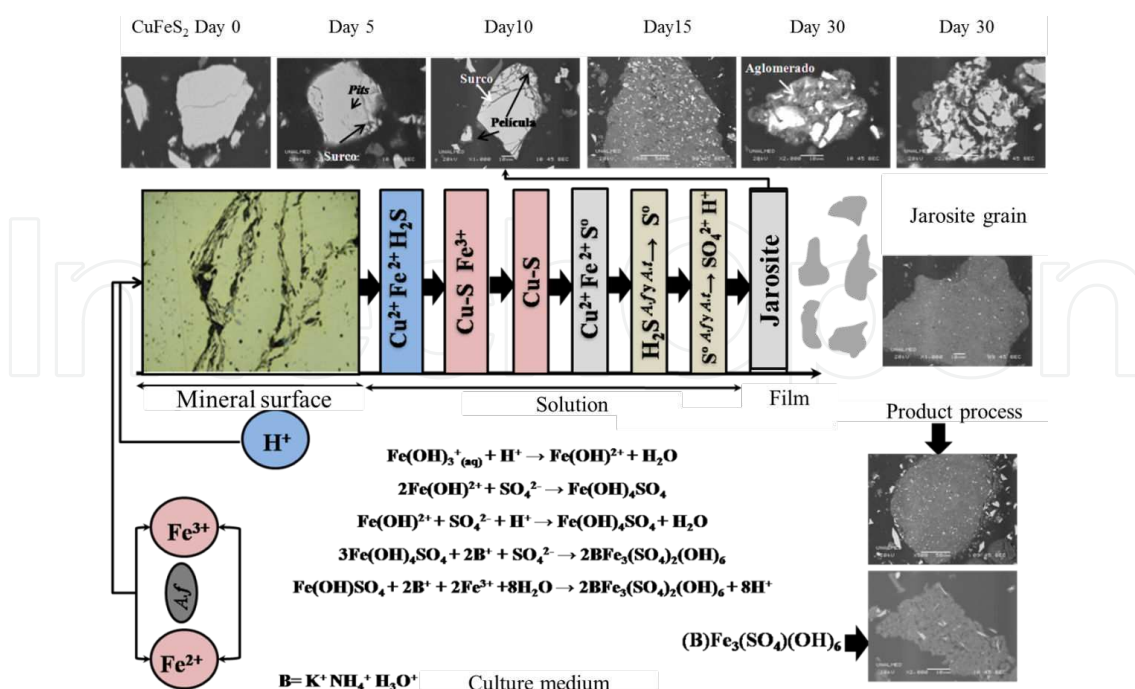 CuFeS₂ Day 0
Day 5
Day10
Day15
Day 30
Day 30
Pits
Surco
Surco
Película
Aglomerado
Cu²⁺ Fe²⁺ H₂S
Cu-S Fe³⁺
Cu-S
Cu²⁺ Fe²⁺ S°
H₂S A.f y A.t → S°
S° A.f y A.t → SO₄²⁺ H⁺
Jarosite
Jarosite grain
Mineral surface
Solution
Film
Product process
H⁺
Fe³⁺
A.f
Fe²⁺
Fe(OH)₃⁺(aq) + H⁺ → Fe(OH)²⁺ + H₂O
2Fe(OH)²⁺ + SO₄²⁻ → Fe(OH)₄SO₄
Fe(OH)²⁺ + SO₄²⁻ + H⁺ → Fe(OH)₄SO₄ + H₂O
3Fe(OH)₄SO₄ + 2B⁺ + SO₄²⁻ → 2BFe₃(SO₄)₂(OH)₆
Fe(OH)SO₄ + 2B⁺ + 2Fe³⁺ +8H₂O → 2BFe₃(SO₄)₂(OH)₆ + 8H⁺
(B)Fe₃(SO₄)(OH)₆
B= K⁺ NH₄⁺ H₃O⁺
Culture medium